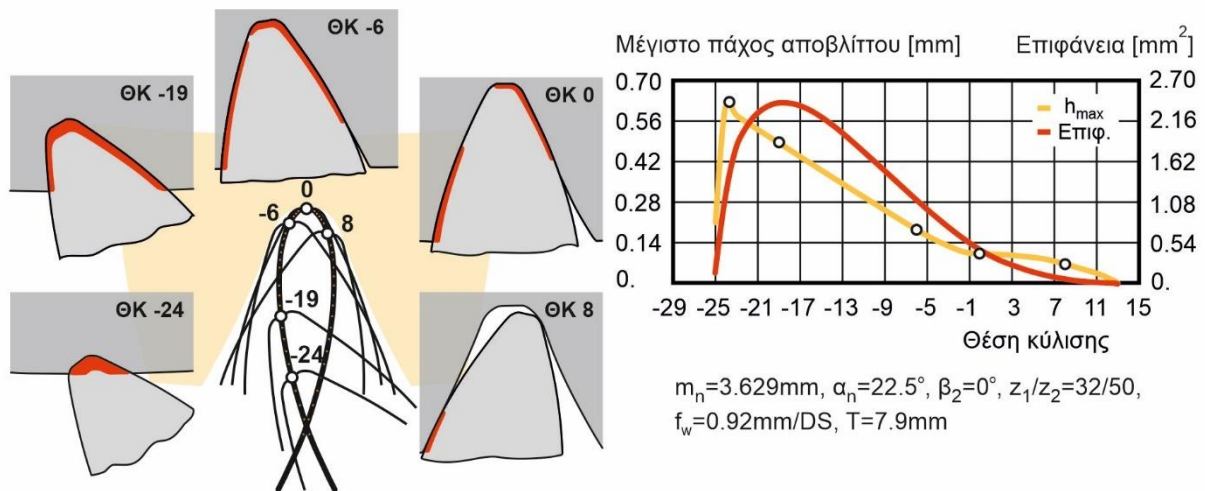 ΘΚ -19
ΘΚ -6
ΘΚ 0
ΘΚ -24
ΘΚ 8
0
-6
8
-19
-24
Μέγιστο πάχος αποβλίττου [mm]
Επιφάνεια [mm²]
0.70
0.56
0.42
0.28
0.14
0.
2.70
2.16
1.62
1.08
0.54
0.
h_max
Επιφ.
-29 -25 -21 -17 -13 -9 -5 -1 3 7 11 15
Θέση κύλισης
m_n=3.629mm, α_n=22.5°, β_2=0°, z_1/z_2=32/50,
f_w=0.92mm/DS, T=7.9mm